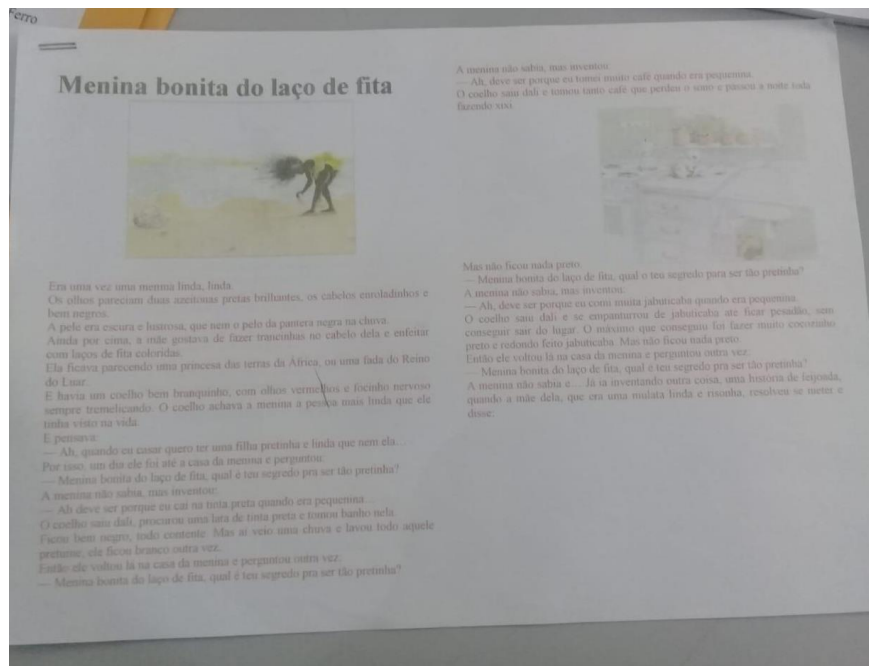 Ferro
Menina bonita do laço de fita
Era uma vez uma menina linda, linda.
Os olhos pareciam duas azeitonas pretas brilhantes, os cabelos enroladinhos e
bem negros.
A pele era escura e lustrosa, que nem o pelo da pantera negra na chuva.
Ainda por cima, a mãe gostava de fazer trancinhas no cabelo dela e enfeitar
com laços de fita coloridas.
Ela ficava parecendo uma princesa das terras da África, ou uma fada do Reino
do Luar.
E havia um coelho bem branquinho, com olhos vermelhos e focinho nervoso
sempre tremelicando. O coelho achava a menina a pessoa mais linda que ele
tinha visto na vida.
E pensava:
— Ah, quando eu casar quero ter uma filha pretinha e linda que nem ela...
Por isso, um dia ele foi até a casa da menina e perguntou:
— Menina bonita do laço de fita, qual é teu segredo pra ser tão pretinha?
A menina não sabia, mas inventou:
— Ah deve ser porque eu caí na tinta preta quando era pequenina...
O coelho saiu dali, procurou uma lata de tinta preta e tomou banho nela.
Ficou bem negro, todo contente. Mas aí veio uma chuva e lavou todo aquele
pretume, ele ficou branco outra vez.
Então ele voltou lá na casa da menina e perguntou outra vez:
— Menina bonita do laço de fita, qual é teu segredo pra ser tão pretinha?
A menina não sabia, mas inventou:
— Ah, deve ser porque eu tomei muito café quando era pequenina.
O coelho saiu dali e tomou tanto café que perdeu o sono e passou a noite toda
fazendo xixi.
Mas não ficou nada preto.
— Menina bonita do laço de fita, qual o teu segredo para ser tão pretinha?
A menina não sabia, mas inventou:
— Ah, deve ser porque eu comi muita jabuticaba quando era pequenina.
O coelho saiu dali e se empanturrou de jabuticaba até ficar pesadão, sem
conseguir sair do lugar. O máximo que conseguiu foi fazer muito cocozinho
preto e redondo feito jabuticaba. Mas não ficou nada preto.
Então ele voltou lá na casa da menina e perguntou outra vez:
— Menina bonita do laço de fita, qual é teu segredo pra ser tão pretinha?
A menina não sabia e... Já ia inventando outra coisa, uma história de feijoada,
quando a mãe dela, que era uma mulata linda e risonha, resolveu se meter e
disse: